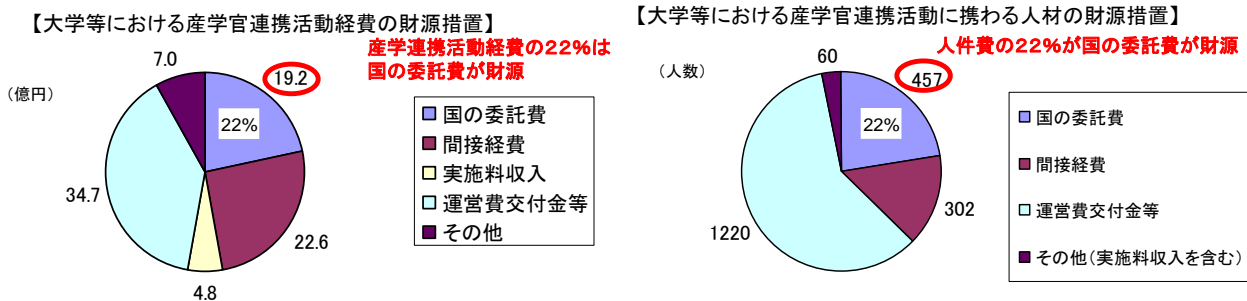 【大学等における産学官連携活動経費の財源措置】
産学連携活動経費の22%は
国の委託費が財源
(億円)
7.0
19.2
22%
34.7
22.6
4.8
国の委託費
間接経費
実施料収入
運営費交付金等
その他
【大学等における産学官連携活動に携わる人材の財源措置】
人件費の22%が国の委託費が財源
(人数)
60
457
22%
302
1220
国の委託費
間接経費
運営費交付金等
その他(実施料収入を含む)